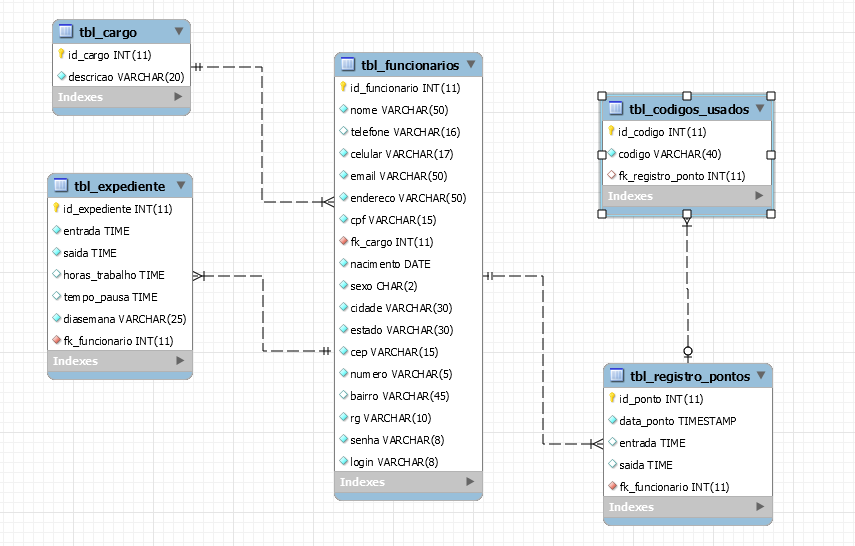 tbl_cargo
id_cargo INT(11)
descricao VARCHAR(20)
Indexes
tbl_expediente
id_expediente INT(11)
entrada TIME
saida TIME
horas_trabalho TIME
tempo_pausa TIME
diasemana VARCHAR(25)
fk_funcionario INT(11)
Indexes
tbl_funcionarios
id_funcionario INT(11)
nome VARCHAR(50)
telefone VARCHAR(16)
celular VARCHAR(17)
email VARCHAR(50)
endereco VARCHAR(50)
cpf VARCHAR(15)
fk_cargo INT(11)
nacimento DATE
sexo CHAR(2)
cidade VARCHAR(30)
estado VARCHAR(30)
cep VARCHAR(15)
numero VARCHAR(5)
bairro VARCHAR(45)
rg VARCHAR(10)
senha VARCHAR(8)
login VARCHAR(8)
Indexes
tbl_codigos_usados
id_codigo INT(11)
codigo VARCHAR(40)
fk_registro_ponto INT(11)
Indexes
tbl_registro_pontos
id_ponto INT(11)
data_ponto TIMESTAMP
entrada TIME
saida TIME
fk_funcionario INT(11)
Indexes